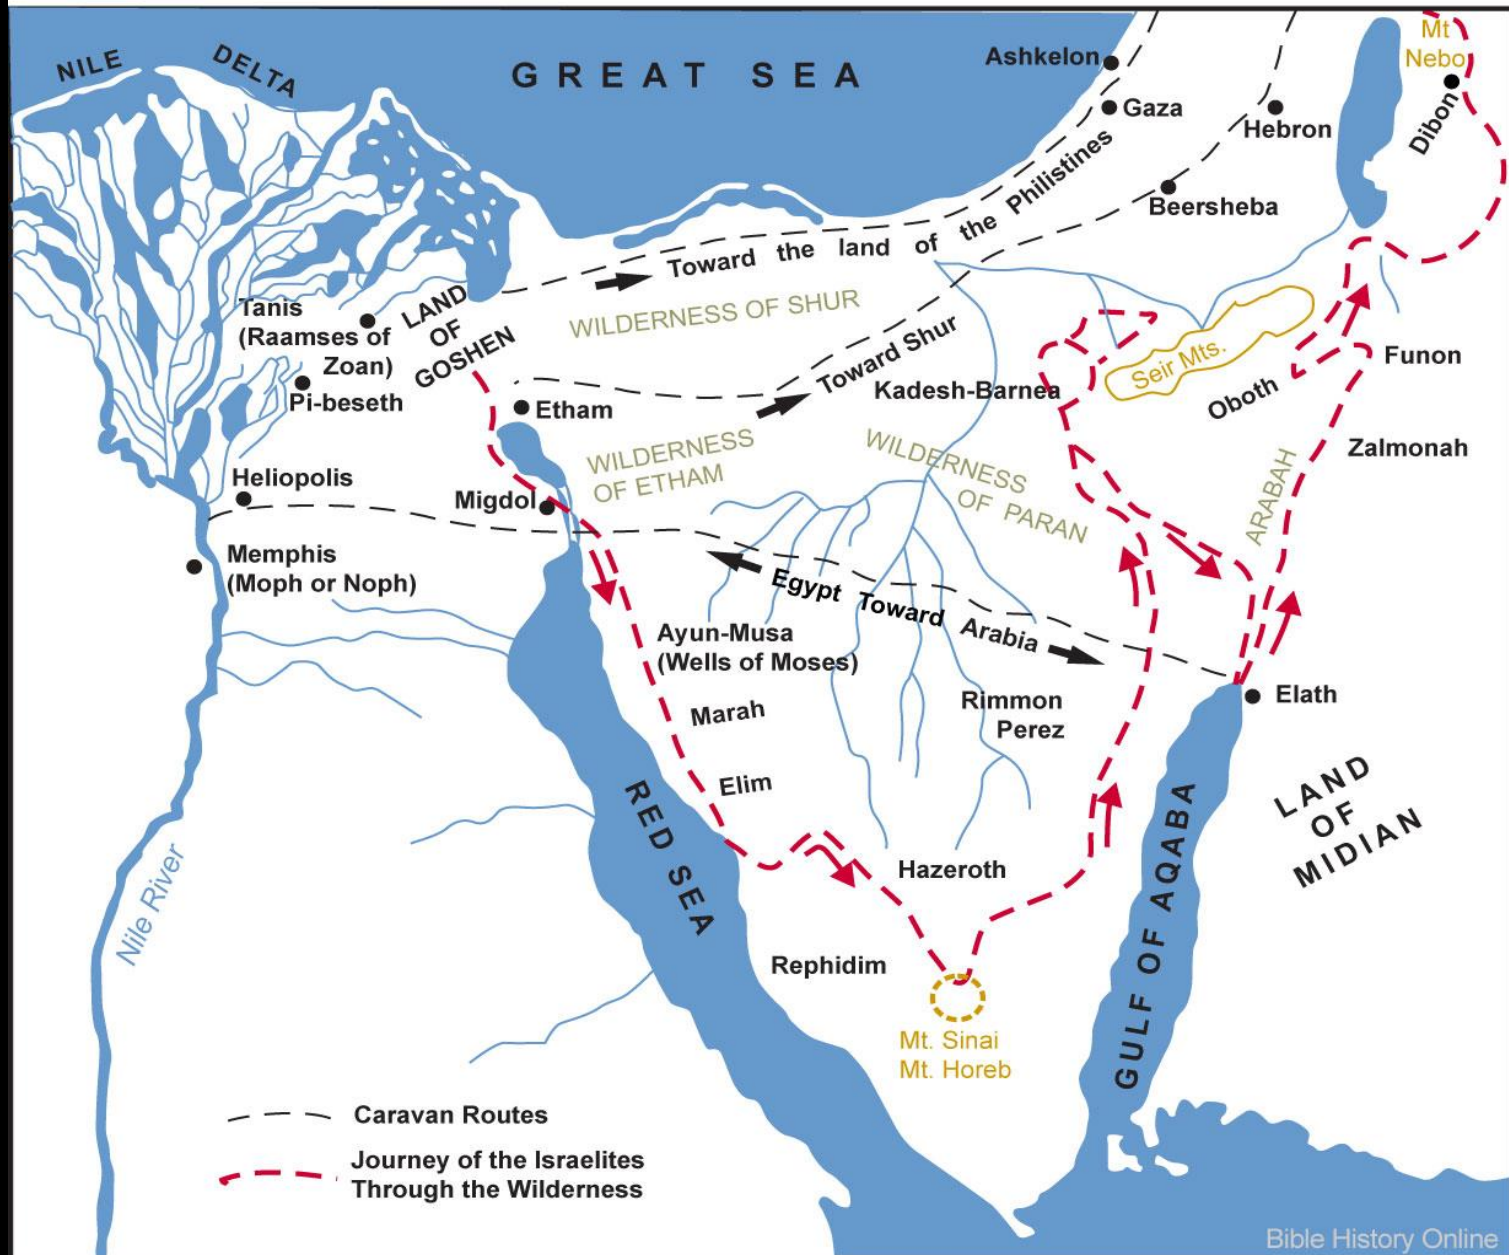 NILE DELTA
GREAT SEA
Ashkelon
Gaza
Hebron
Mt
Nebo
Dibon
Beersheba
Toward the land of the Philistines
WILDERNESS OF SHUR
Tanis
(Raamses of
Zoan)
LAND
OF
GOSHEN
Pi-beseth
Etham
Toward Shur
Kadesh-Barnea
Seir Mts.
Oboth
Funon
Zalmonah
WILDERNESS
OF ETHAM
WILDERNESS
OF PARAN
ARABAH
Heliopolis
Migdol
Memphis
(Moph or Noph)
Egypt Toward Arabia
Ayun-Musa
(Wells of Moses)
Marah
Rimmon
Perez
Elath
Elim
RED SEA
LAND
OF
MIDIAN
GULF OF AQABA
Hazeroth
Nile River
Rephidim
Mt. Sinai
Mt. Horeb
Caravan Routes
Journey of the Israelites
Through the Wilderness
Bible History Online